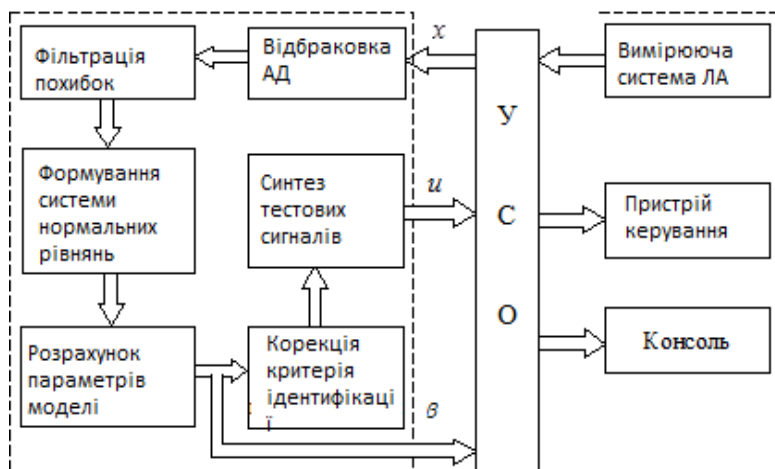 Фільтрація
похибок
Відбраковка
АД
x
Вимірююча
система ЛА
У
С
О
Формування
системи
нормальних
рівнянь
Синтез
тестових
сигналів
u
Пристрій
керування
Розрахунок
параметрів
моделі
Корекція
критерія
ідентифікаці
ї
в
Консоль